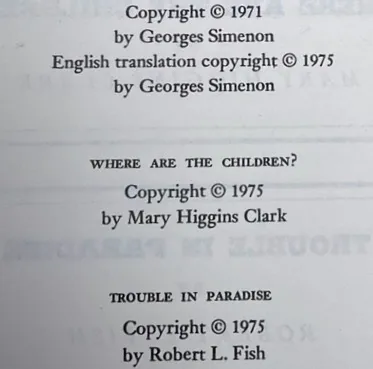 Copyright © 1971
by Georges Simenon
English translation copyright © 1975
by Georges Simenon
WHERE ARE THE CHILDREN?
Copyright © 1975
by Mary Higgins Clark
TROUBLE IN PARADISE
Copyright © 1975
by Robert L. Fish